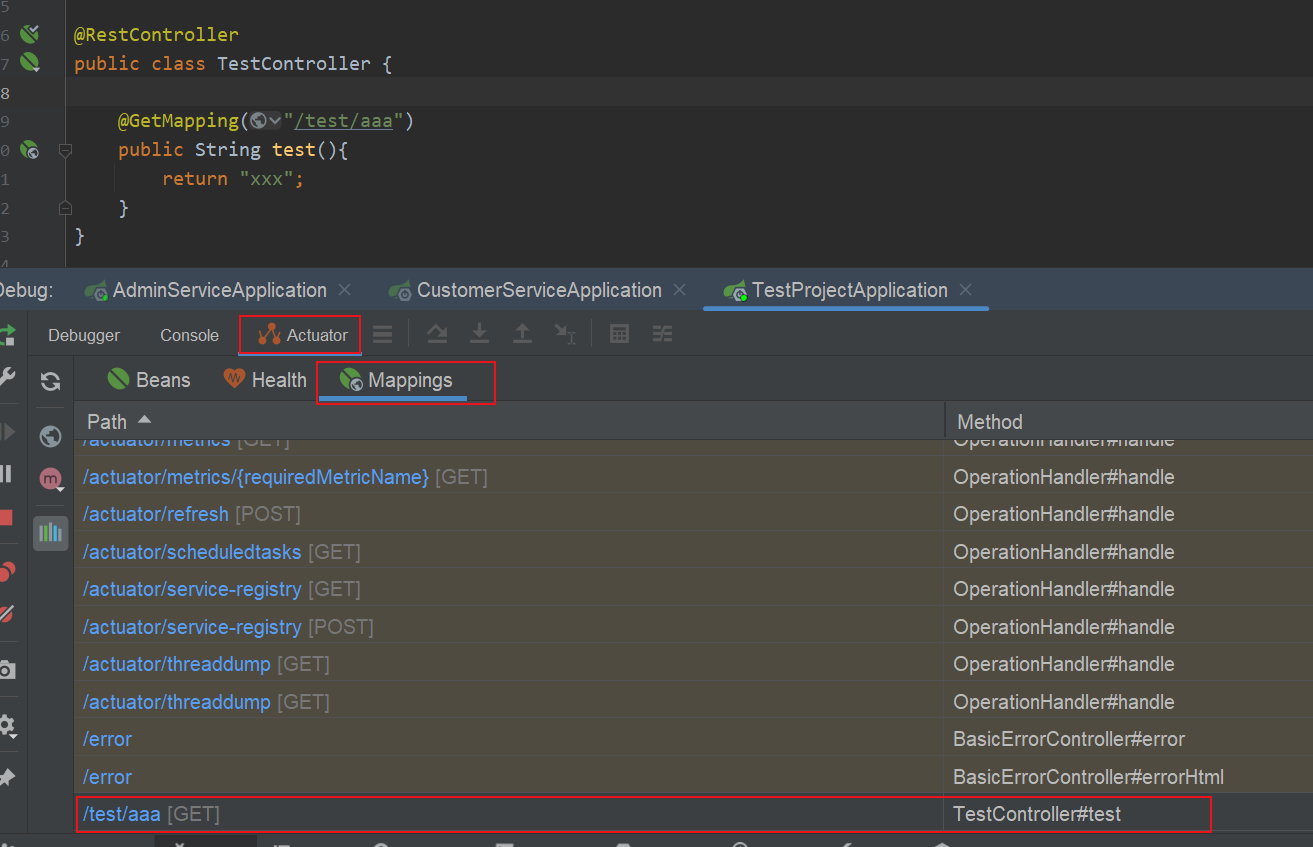 5
6 @RestController
7 public class TestController {
8
9 @GetMapping("/test/aaa")
0 public String test(){
1 return "xxx";
2 }
3 }
4
Debug: AdminServiceApplication CustomerServiceApplication TestProjectApplication
Debugger Console Actuator
Beans Health Mappings
Path Method
/actuator/metrics [GET] OperationHandler#handle
/actuator/metrics/{requiredMetricName} [GET] OperationHandler#handle
/actuator/refresh [POST] OperationHandler#handle
/actuator/scheduledtasks [GET] OperationHandler#handle
/actuator/service-registry [GET] OperationHandler#handle
/actuator/service-registry [POST] OperationHandler#handle
/actuator/threaddump [GET] OperationHandler#handle
/actuator/threaddump [GET] OperationHandler#handle
/error BasicErrorController#error
/error BasicErrorController#errorHtml
/test/aaa [GET] TestController#test